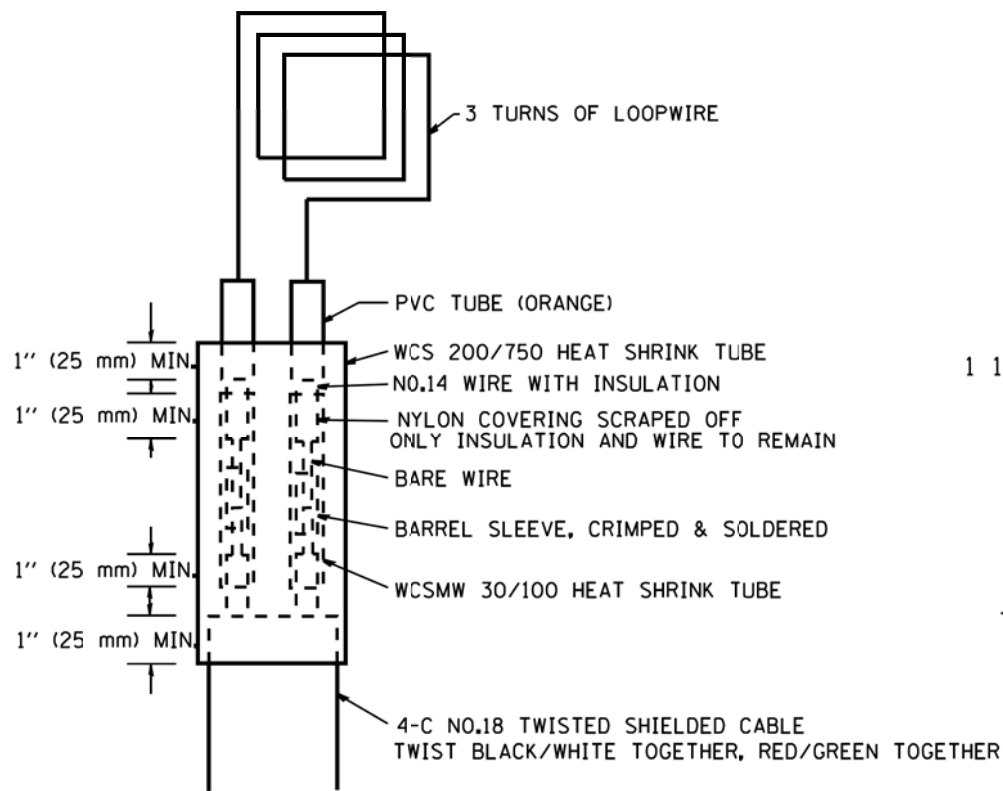 3 TURNS OF LOOPWIRE
PVC TUBE (ORANGE)
1" (25 mm) MIN.
WCS 200/750 HEAT SHRINK TUBE
1 1
NO.14 WIRE WITH INSULATION
1" (25 mm) MIN.
NYLON COVERING SCRAPED OFF
ONLY INSULATION AND WIRE TO REMAIN
BARE WIRE
BARREL SLEEVE, CRIMPED & SOLDERED
1" (25 mm) MIN.
WCSMW 30/100 HEAT SHRINK TUBE
1" (25 mm) MIN.
4-C NO.18 TWISTED SHIELDED CABLE
TWIST BLACK/WHITE TOGETHER, RED/GREEN TOGETHER